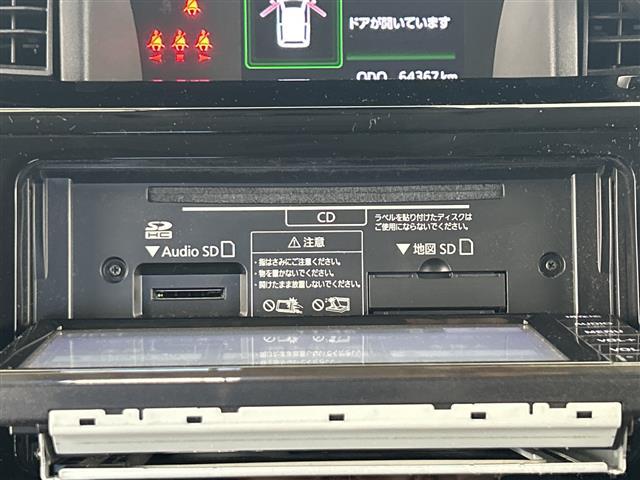 ドアが開いています
ODO 64367 km
CD
ラベルを貼り付けたディスクは
ご使用にならないでください。
SD
HC
▼Audio SD
⚠注意
・指はさみにご注意ください。
・物を置かないでください。
・開けたまま放置しないでください。
▼地図 SD
AUDIO
MENU
VOL
VOL